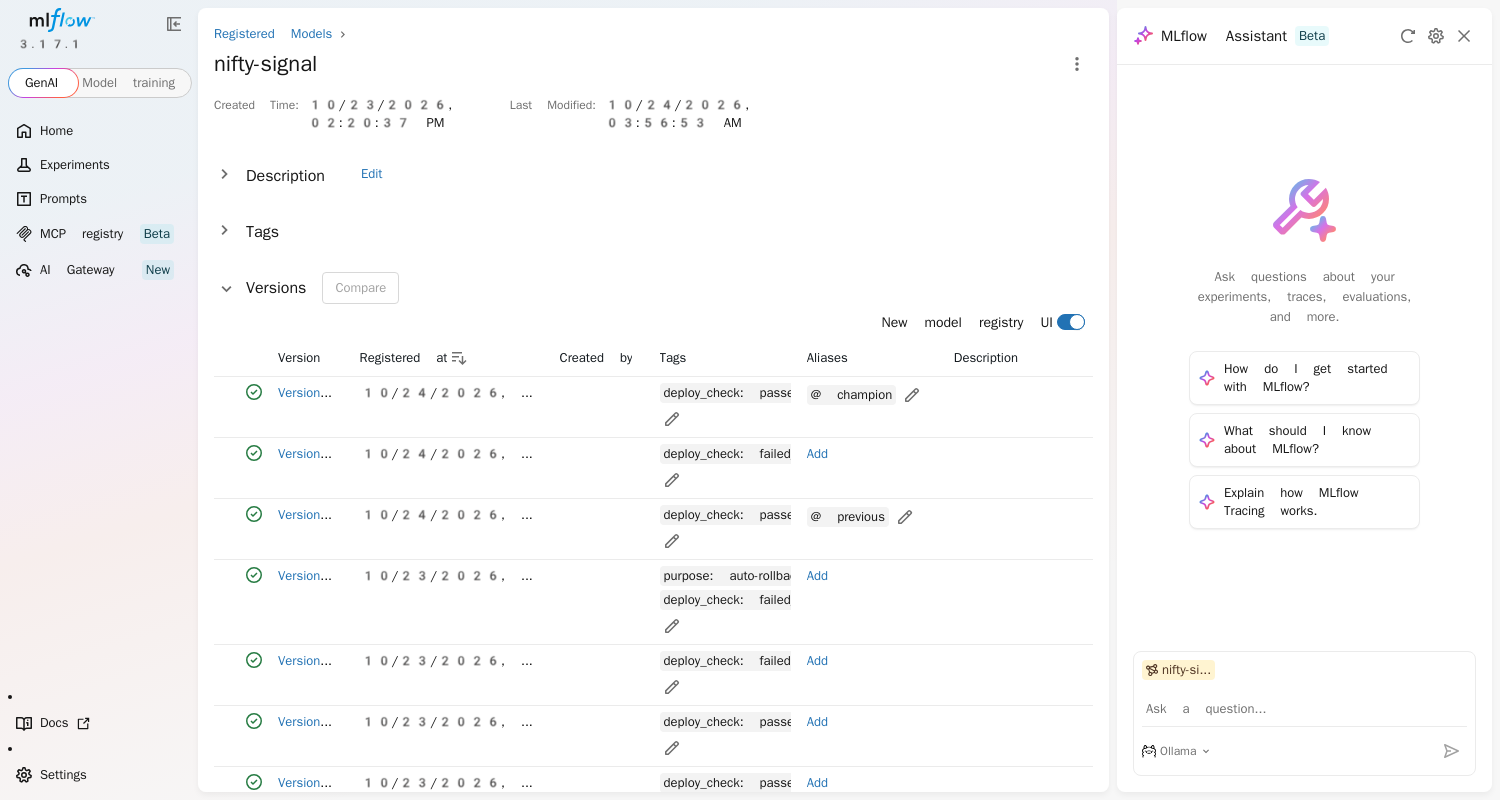 mlflow
3.17.1
GenAI
Model training
Home
Experiments
Prompts
MCP registry Beta
AI Gateway New
Docs
Settings
Registered Models
nifty-signal
Created Time: 10/23/2026, 02:20:37 PM
Last Modified: 10/24/2026, 03:56:53 AM
Description Edit
Tags
Versions Compare
New model registry UI
Version Registered at Created by Tags Aliases Description
Version... 10/24/2026, ... deploy_check: passe @ champion
Version... 10/24/2026, ... deploy_check: failed Add
Version... 10/24/2026, ... deploy_check: passe @ previous
Version... 10/23/2026, ... purpose: auto-rollba Add
deploy_check: failed
Version... 10/23/2026, ... deploy_check: failed Add
Version... 10/23/2026, ... deploy_check: passe Add
Version... 10/23/2026, ... deploy_check: passe Add
MLflow Assistant Beta
Ask questions about your
experiments, traces, evaluations,
and more.
How do I get started
with MLflow?
What should I know
about MLflow?
Explain how MLflow
Tracing works.
nifty-si...
Ask a question...
Ollama